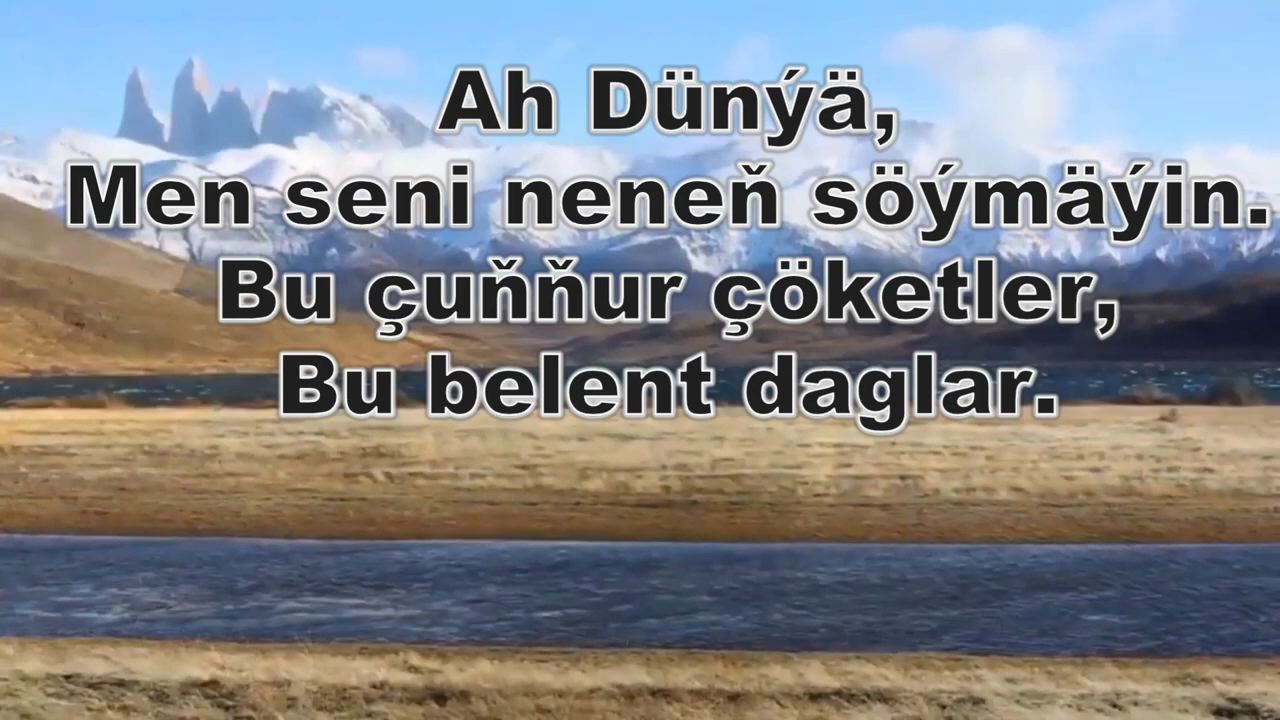 Ah Dünýä,
Men seni neneň söýmäýin.
Bu çuňňur çöketler,
Bu belent daglar.